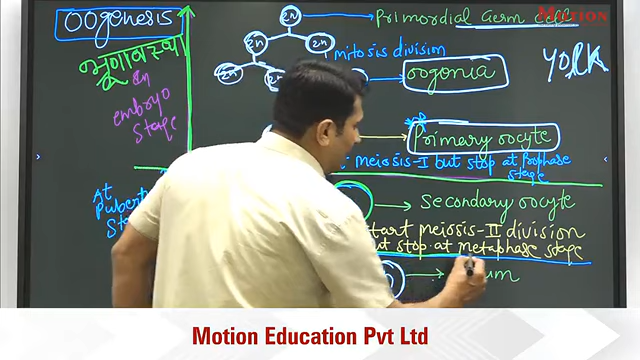 Oogenesis
2n
Primordial Germ cell
MOTION
भ्रूणावस्था
2n
2n
mitosis division
2n
oogonia
York
In
embryo
Stage
Primary oocyte
meiosis-I but stop at Prophase
stage
At
Puberty
Secondary oocyte
start meiosis-II division
stop at metaphase stage
um
Motion Education Pvt Ltd